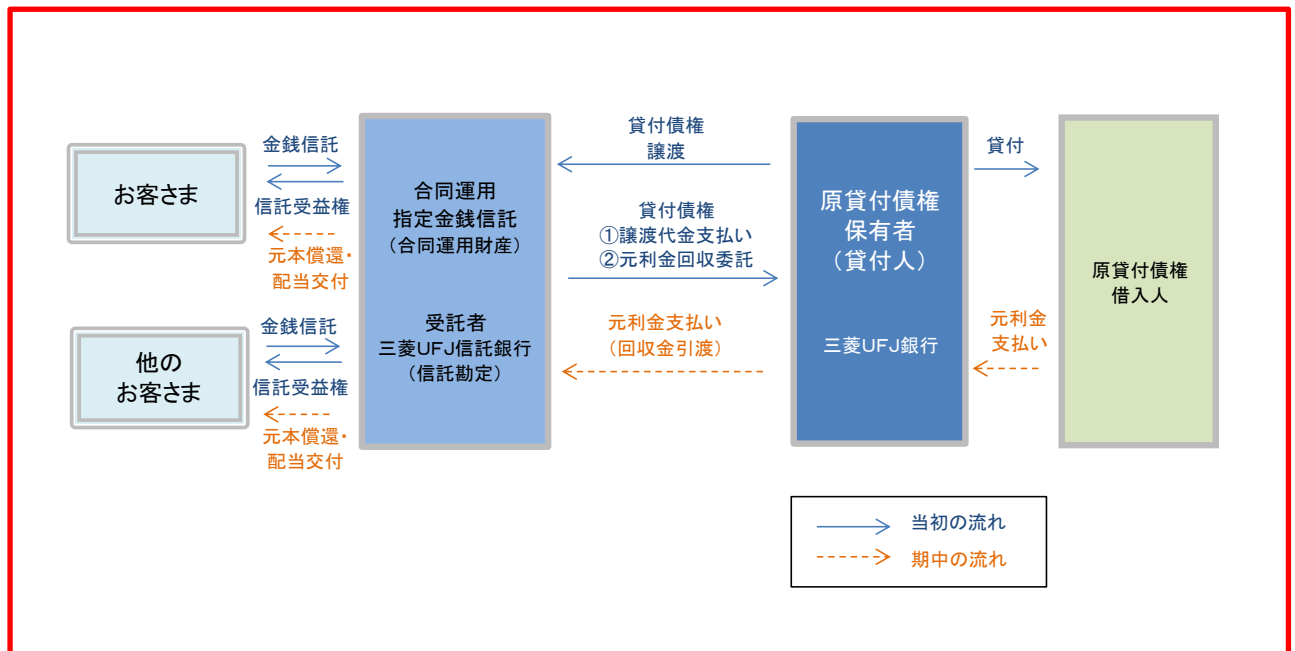 お客さま
金銭信託
信託受益権
元本償還・
配当交付
他の
お客さま
金銭信託
信託受益権
元本償還・
配当交付
合同運用
指定金銭信託
（合同運用財産）
受託者
三菱UFJ信託銀行
（信託勘定）
貸付債権
譲渡
貸付債権
①譲渡代金支払い
②元利金回収委託
元利金支払い
（回収金引渡）
原貸付債権
保有者
（貸付人）
三菱UFJ銀行
貸付
元利金
支払い
原貸付債権
借入人
当初の流れ
期中の流れ